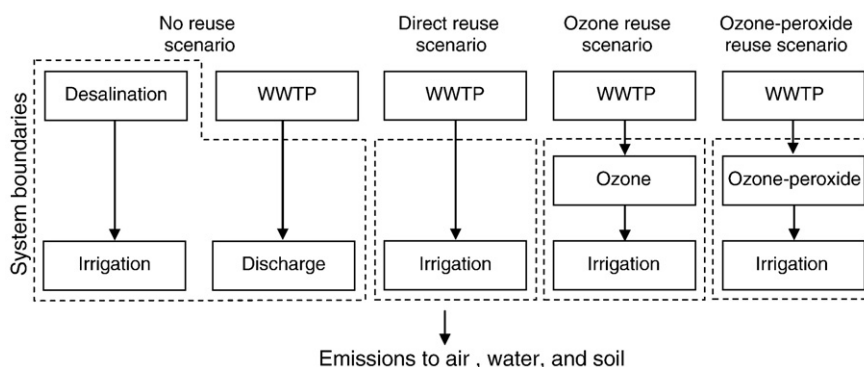 No reuse
scenario
Direct reuse
scenario
Ozone reuse
scenario
Ozone-peroxide
reuse scenario
System boundaries
Desalination
WWTP
WWTP
WWTP
WWTP
Ozone
Ozone-peroxide
Irrigation
Discharge
Irrigation
Irrigation
Irrigation
Emissions to air , water, and soil